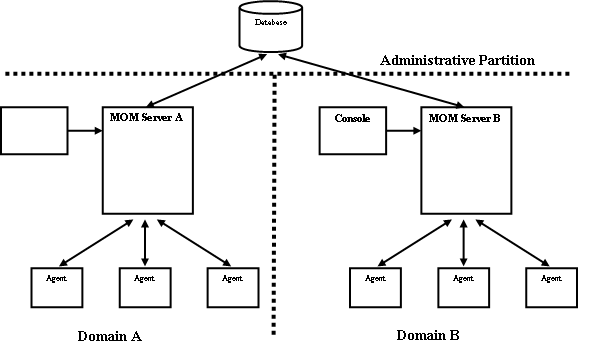 Database
Administrative Partition
MOM Server A
Console
MOM Server B
Agent
Agent
Agent
Agent
Agent
Agent
Domain A
Domain B